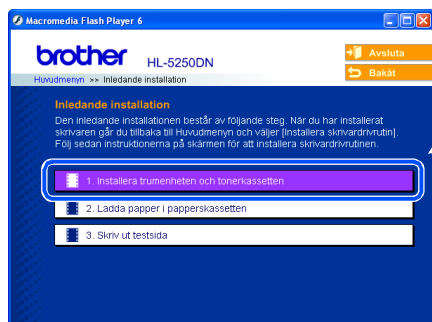 Macromedia Flash Player 6
brother HL-5250DN
Avsluta
Bakåt
Huvudmenyn >> Inledande installation
Inledande installation
Den inledande installationen består av följande steg. När du har installerat
skrivaren går du tillbaka till Huvudmenyn och väljer [Installera skrivardrivrutin].
Följ sedan instruktionerna på skärmen för att installera skrivardrivrutinen.
1. Installera trumenheten och tonerkassetten
2. Ladda papper i papperskassetten
3. Skriv ut testsida